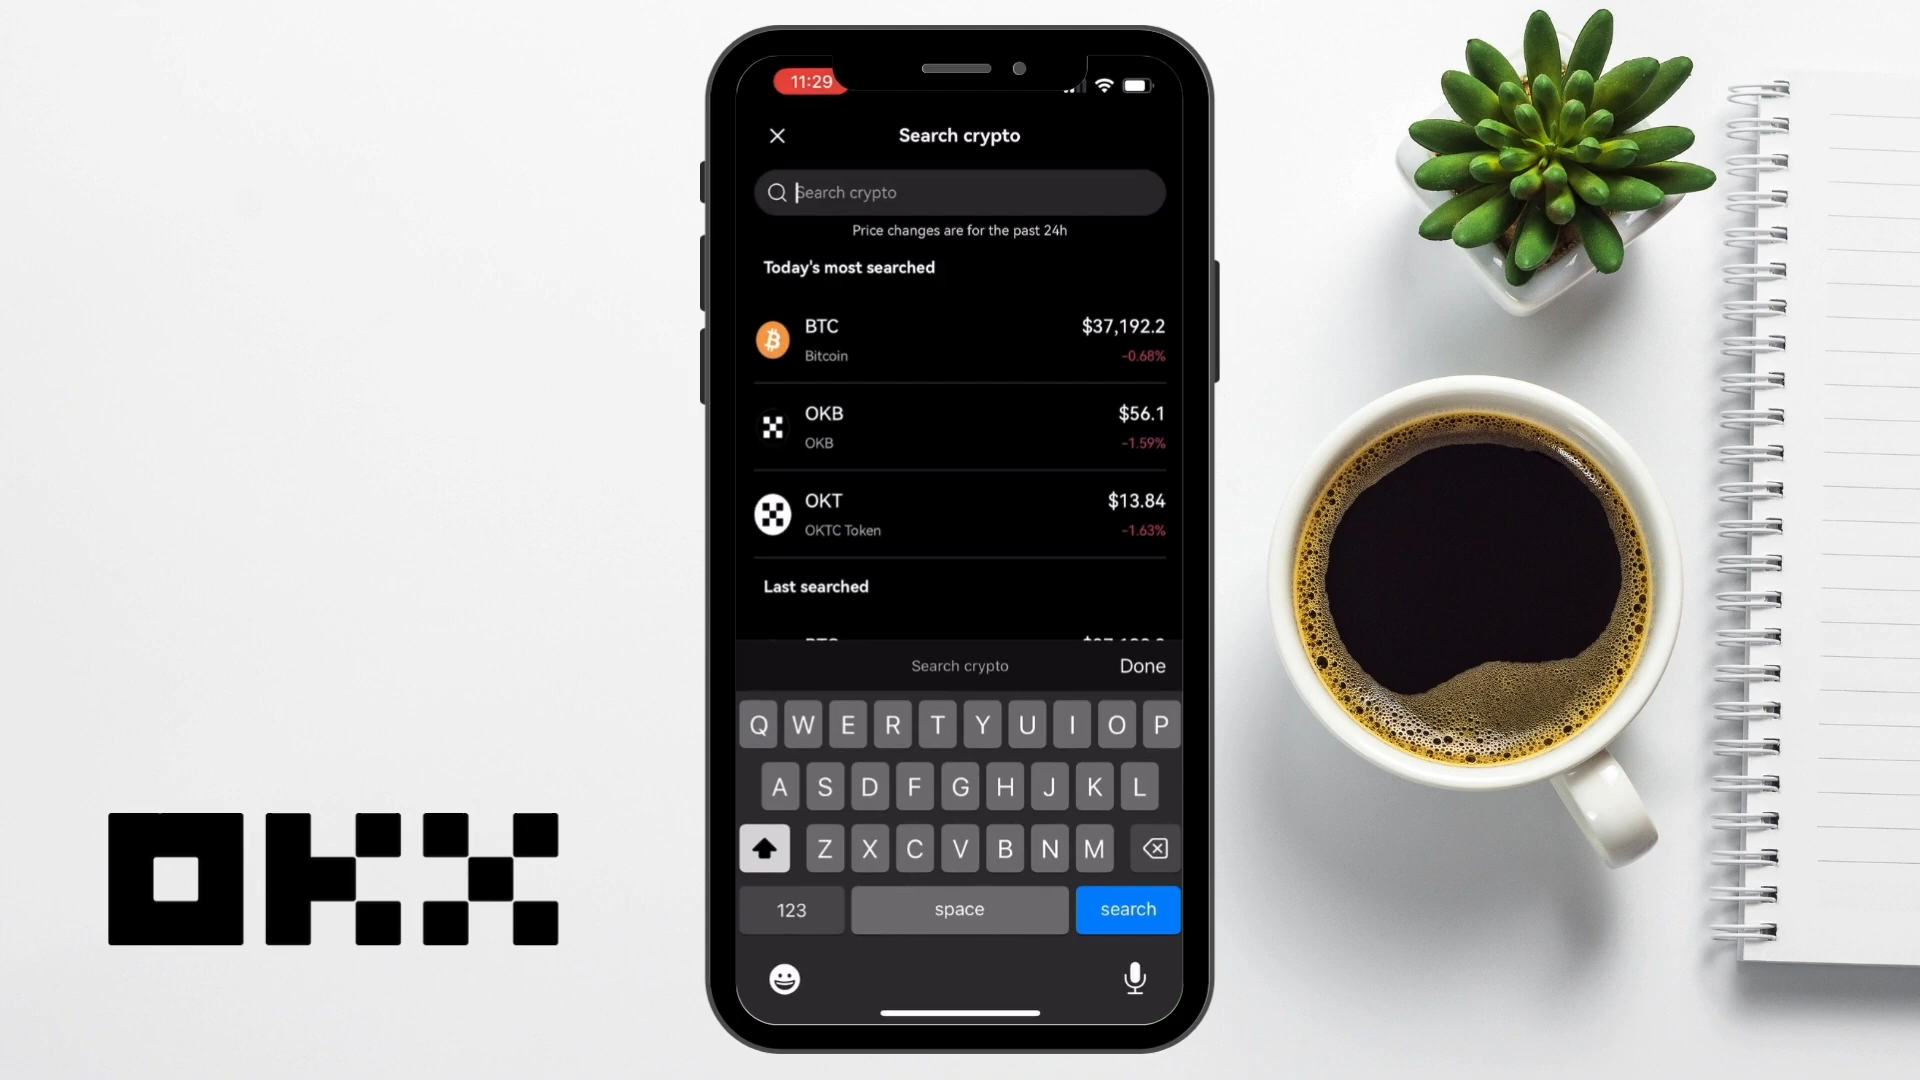 11:29
Search crypto
Search crypto
Price changes are for the past 24h
Today's most searched
BTC $37,192.2
Bitcoin -0.68%
OKB $56.1
OKB -1.59%
OKT $13.84
OKTC Token -1.63%
Last searched
Search crypto Done
Q W E R T Y U I O P
A S D F G H J K L
Z X C V B N M
123 space search
OKX